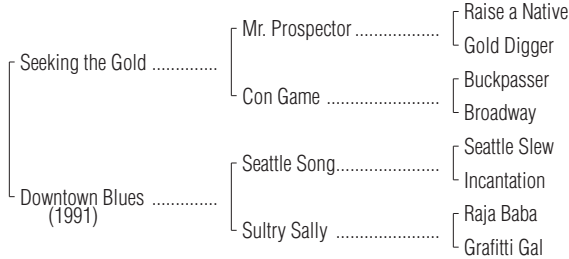 Raise a Native
Mr. Prospector ....................
Gold Digger
Seeking the Gold ..............
Buckpasser
Con Game ...........................
Broadway
Seattle Slew
Seattle Song.........................
Incantation
Downtown Blues ..............
(1991)
Raja Baba
Sultry Sally .........................
Grafitti Gal